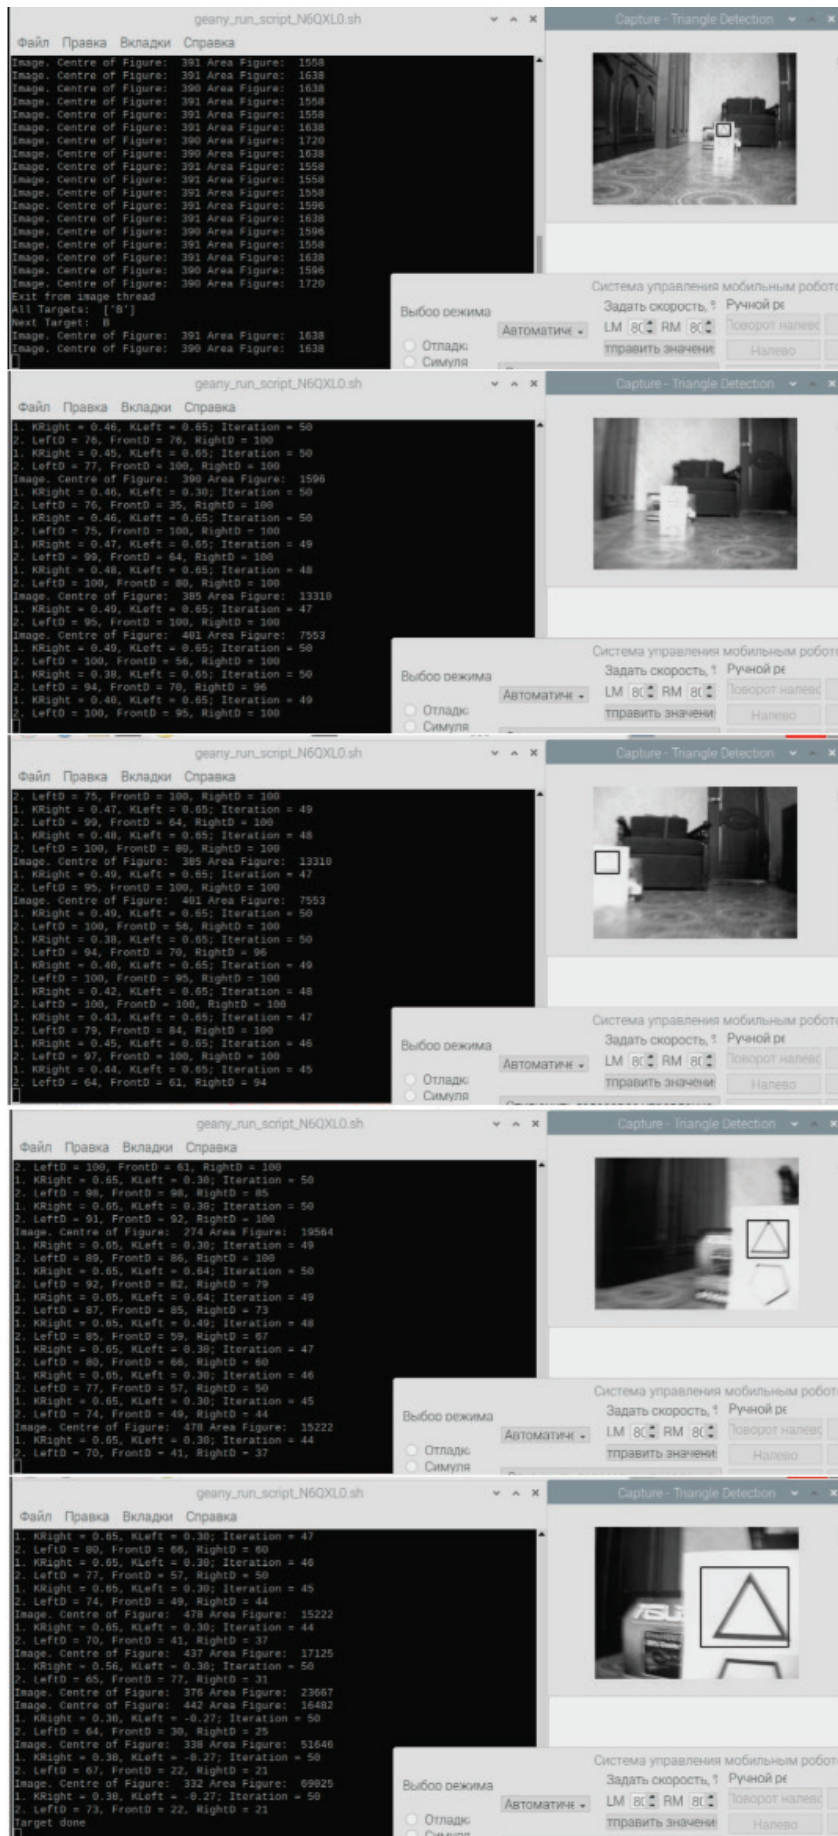 geany_run_script_N6QXL0.sh
Файл Правка Вкладки Справка
Image. Centre of Figure: 391 Area Figure: 1558
Image. Centre of Figure: 391 Area Figure: 1638
Image. Centre of Figure: 390 Area Figure: 1638
Image. Centre of Figure: 391 Area Figure: 1558
Image. Centre of Figure: 391 Area Figure: 1558
Image. Centre of Figure: 391 Area Figure: 1638
Image. Centre of Figure: 390 Area Figure: 1720
Image. Centre of Figure: 390 Area Figure: 1638
Image. Centre of Figure: 391 Area Figure: 1558
Image. Centre of Figure: 391 Area Figure: 1558
Image. Centre of Figure: 391 Area Figure: 1558
Image. Centre of Figure: 391 Area Figure: 1596
Image. Centre of Figure: 391 Area Figure: 1638
Image. Centre of Figure: 390 Area Figure: 1596
Image. Centre of Figure: 391 Area Figure: 1558
Image. Centre of Figure: 391 Area Figure: 1638
Image. Centre of Figure: 390 Area Figure: 1596
Image. Centre of Figure: 390 Area Figure: 1720
Exit from image thread
All Targets: ['B']
Next Target: B
Image. Centre of Figure: 391 Area Figure: 1638
Image. Centre of Figure: 390 Area Figure: 1638
Capture - Triangle Detection
Система управления мобильным робото
Выбор режима
Задать скорость, Ручной ре
Автоматиче
LM 80 RM 80
Поворот налево
Отладк
тправить значени
Налево
Симуля
geany_run_script_N6QXL0.sh
Файл Правка Вкладки Справка
1. KRight = 0.46, KLeft = 0.65; Iteration = 50
2. LeftD = 76, FrontD = 76, RightD = 100
1. KRight = 0.45, KLeft = 0.65; Iteration = 50
2. LeftD = 77, FrontD = 100, RightD = 100
Image. Centre of Figure: 390 Area Figure: 1596
1. KRight = 0.46, KLeft = 0.30; Iteration = 50
2. LeftD = 76, FrontD = 35, RightD = 100
1. KRight = 0.46, KLeft = 0.65; Iteration = 50
2. LeftD = 75, FrontD = 100, RightD = 100
1. KRight = 0.47, KLeft = 0.65; Iteration = 49
2. LeftD = 99, FrontD = 64, RightD = 100
1. KRight = 0.48, KLeft = 0.65; Iteration = 48
2. LeftD = 100, FrontD = 80, RightD = 100
Image. Centre of Figure: 385 Area Figure: 13310
1. KRight = 0.49, KLeft = 0.65; Iteration = 47
2. LeftD = 95, FrontD = 100, RightD = 100
Image. Centre of Figure: 401 Area Figure: 7553
1. KRight = 0.49, KLeft = 0.65; Iteration = 50
2. LeftD = 100, FrontD = 56, RightD = 100
1. KRight = 0.38, KLeft = 0.65; Iteration = 50
2. LeftD = 94, FrontD = 70, RightD = 96
1. KRight = 0.40, KLeft = 0.65; Iteration = 49
2. LeftD = 100, FrontD = 95, RightD = 100
Capture - Triangle Detection
Система управления мобильным робото
Выбор режима
Задать скорость, Ручной ре
Автоматиче
LM 80 RM 80
Поворот налево
Отладк
тправить значени
Налево
Симуля
geany_run_script_N6QXL0.sh
Файл Правка Вкладки Справка
2. LeftD = 75, FrontD = 100, RightD = 100
1. KRight = 0.47, KLeft = 0.65; Iteration = 49
2. LeftD = 99, FrontD = 64, RightD = 100
1. KRight = 0.48, KLeft = 0.65; Iteration = 48
2. LeftD = 100, FrontD = 80, RightD = 100
Image. Centre of Figure: 385 Area Figure: 13310
1. KRight = 0.49, KLeft = 0.65; Iteration = 47
2. LeftD = 95, FrontD = 100, RightD = 100
Image. Centre of Figure: 401 Area Figure: 7553
1. KRight = 0.49, KLeft = 0.65; Iteration = 50
2. LeftD = 100, FrontD = 56, RightD = 100
1. KRight = 0.38, KLeft = 0.65; Iteration = 50
2. LeftD = 94, FrontD = 70, RightD = 96
1. KRight = 0.40, KLeft = 0.65; Iteration = 49
2. LeftD = 100, FrontD = 95, RightD = 100
1. KRight = 0.42, KLeft = 0.65; Iteration = 48
2. LeftD = 100, FrontD = 100, RightD = 100
1. KRight = 0.43, KLeft = 0.65; Iteration = 47
2. LeftD = 79, FrontD = 84, RightD = 100
1. KRight = 0.45, KLeft = 0.65; Iteration = 46
2. LeftD = 97, FrontD = 100, RightD = 100
1. KRight = 0.44, KLeft = 0.65; Iteration = 45
2. LeftD = 64, FrontD = 61, RightD = 94
Capture - Triangle Detection
Система управления мобильным робото
Выбор режима
Задать скорость, Ручной ре
Автоматиче
LM 80 RM 80
Поворот налево
Отладк
тправить значени
Налево
Симуля
geany_run_script_N6QXL0.sh
Файл Правка Вкладки Справка
2. LeftD = 100, FrontD = 61, RightD = 100
1. KRight = 0.65, KLeft = 0.30; Iteration = 50
2. LeftD = 98, FrontD = 98, RightD = 85
1. KRight = 0.65, KLeft = 0.30; Iteration = 50
2. LeftD = 91, FrontD = 92, RightD = 100
Image. Centre of Figure: 274 Area Figure: 19564
1. KRight = 0.65, KLeft = 0.30; Iteration = 49
2. LeftD = 89, FrontD = 86, RightD = 100
1. KRight = 0.65, KLeft = 0.64; Iteration = 50
2. LeftD = 92, FrontD = 82, RightD = 79
1. KRight = 0.65, KLeft = 0.64; Iteration = 49
2. LeftD = 87, FrontD = 85, RightD = 73
1. KRight = 0.65, KLeft = 0.49; Iteration = 48
2. LeftD = 85, FrontD = 59, RightD = 67
1. KRight = 0.65, KLeft = 0.30; Iteration = 47
2. LeftD = 80, FrontD = 66, RightD = 60
1. KRight = 0.65, KLeft = 0.30; Iteration = 46
2. LeftD = 77, FrontD = 57, RightD = 50
1. KRight = 0.65, KLeft = 0.30; Iteration = 45
2. LeftD = 74, FrontD = 49, RightD = 44
Image. Centre of Figure: 478 Area Figure: 15222
1. KRight = 0.65, KLeft = 0.30; Iteration = 44
2. LeftD = 70, FrontD = 41, RightD = 37
Capture - Triangle Detection
Система управления мобильным робото
Выбор режима
Задать скорость, Ручной ре
Автоматиче
LM 80 RM 80
Поворот налево
Отладк
тправить значени
Налево
Симуля
geany_run_script_N6QXL0.sh
Файл Правка Вкладки Справка
1. KRight = 0.65, KLeft = 0.30; Iteration = 47
2. LeftD = 80, FrontD = 66, RightD = 60
1. KRight = 0.65, KLeft = 0.30; Iteration = 46
2. LeftD = 77, FrontD = 57, RightD = 50
1. KRight = 0.65, KLeft = 0.30; Iteration = 45
2. LeftD = 74, FrontD = 49, RightD = 44
Image. Centre of Figure: 478 Area Figure: 15222
1. KRight = 0.65, KLeft = 0.30; Iteration = 44
2. LeftD = 70, FrontD = 41, RightD = 37
Image. Centre of Figure: 437 Area Figure: 17125
1. KRight = 0.56, KLeft = 0.30; Iteration = 50
2. LeftD = 65, FrontD = 77, RightD = 31
Image. Centre of Figure: 376 Area Figure: 23667
Image. Centre of Figure: 442 Area Figure: 16482
1. KRight = 0.30, KLeft = -0.27; Iteration = 50
2. LeftD = 64, FrontD = 30, RightD = 25
Image. Centre of Figure: 338 Area Figure: 51646
1. KRight = 0.30, KLeft = -0.27; Iteration = 50
2. LeftD = 67, FrontD = 22, RightD = 21
Image. Centre of Figure: 332 Area Figure: 69025
1. KRight = 0.30, KLeft = -0.27; Iteration = 50
2. LeftD = 73, FrontD = 22, RightD = 21
Target done
Capture - Triangle Detection
ASUS
Система управления мобильным робото
Выбор режима
Задать скорость, Ручной ре
Автоматиче
LM 80 RM 80
Поворот налево
Отладк
тправить значени
Налево